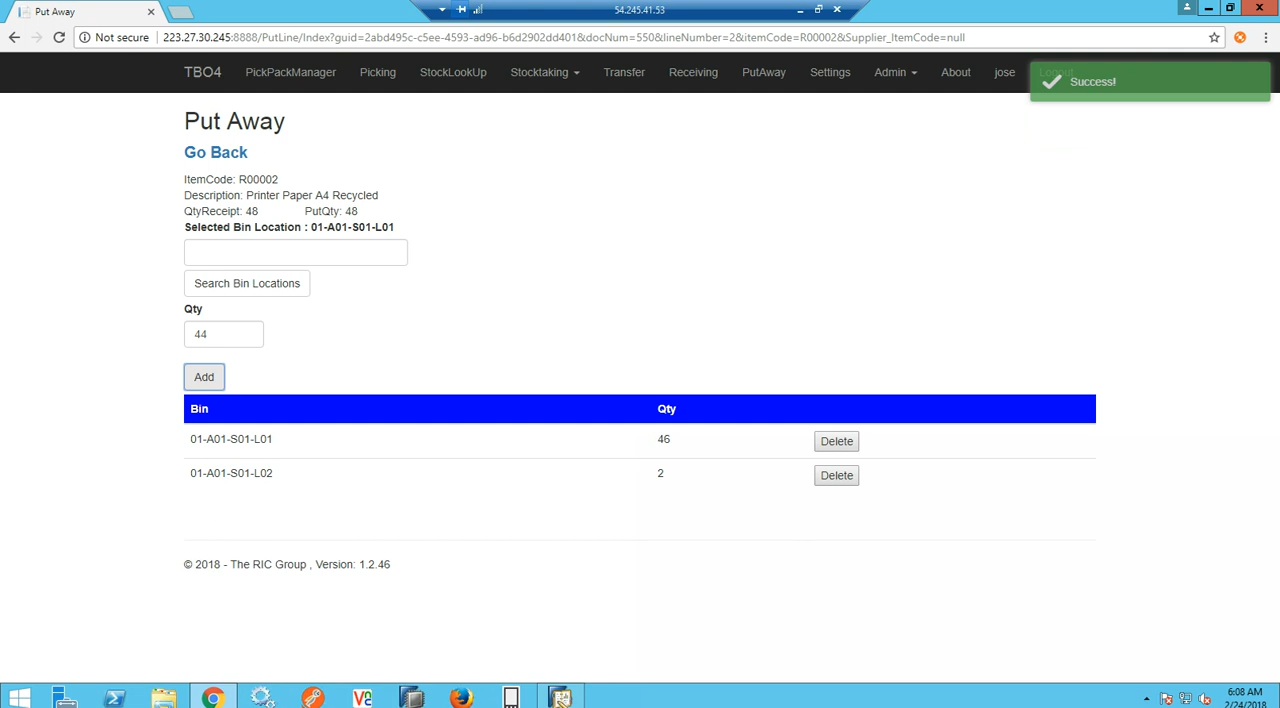 Put Away
54.245.41.53
Not secure 223.27.30.245:8888/PutLine/Index?guid=2abd495c-c5ee-4593-ad96-b6d2902dd401&docNum=550&lineNumber=2&itemCode=R00002&Supplier_ItemCode=null
TBO4 PickPackManager Picking StockLookUp Stocktaking Transfer Receiving PutAway Settings Admin About jose Logout
Success!
Put Away
Go Back
ItemCode: R00002
Description: Printer Paper A4 Recycled
QtyReceipt: 48 PutQty: 48
Selected Bin Location : 01-A01-S01-L01
Search Bin Locations
Qty
44
Add
Bin Qty
01-A01-S01-L01 46 Delete
01-A01-S01-L02 2 Delete
© 2018 - The RIC Group , Version: 1.2.46
6:08 AM
2/24/2018